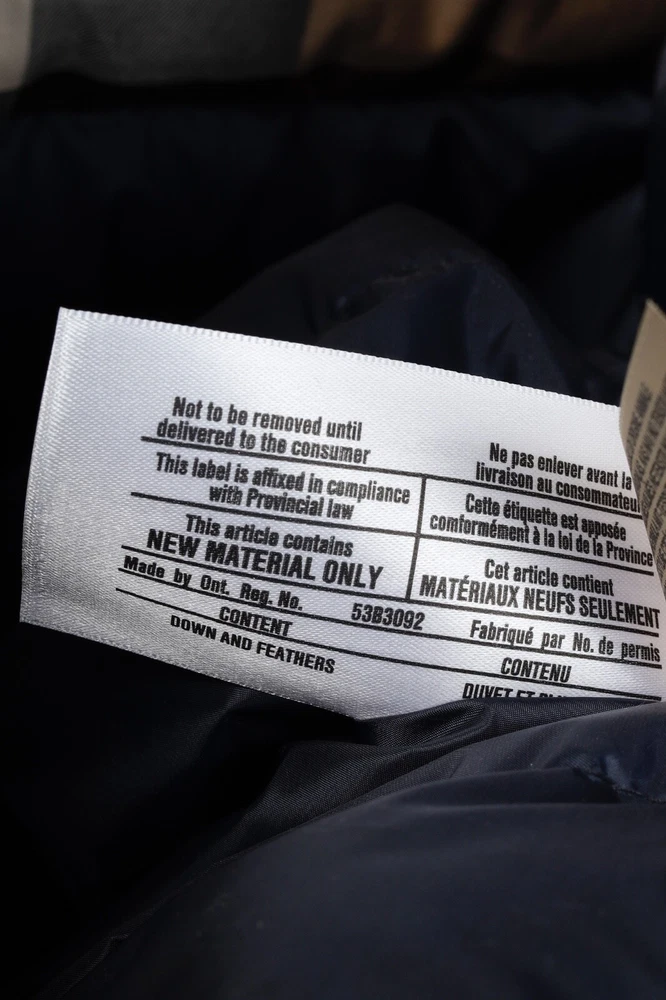 Not to be removed until
delivered to the consumer
Ne pas enlever avant la
livraison au consommateur
This label is affixed in compliance
with Provincial law
Cette étiquette est apposée
conformément à la loi de la Province
This article contains
NEW MATERIAL ONLY
Cet article contient
MATÉRIAUX NEUFS SEULEMENT
Made by Ont. Reg. No. 53B3092 Fabriqué par No. de permis
CONTENT
DOWN AND FEATHERS
CONTENU
DUVET ET